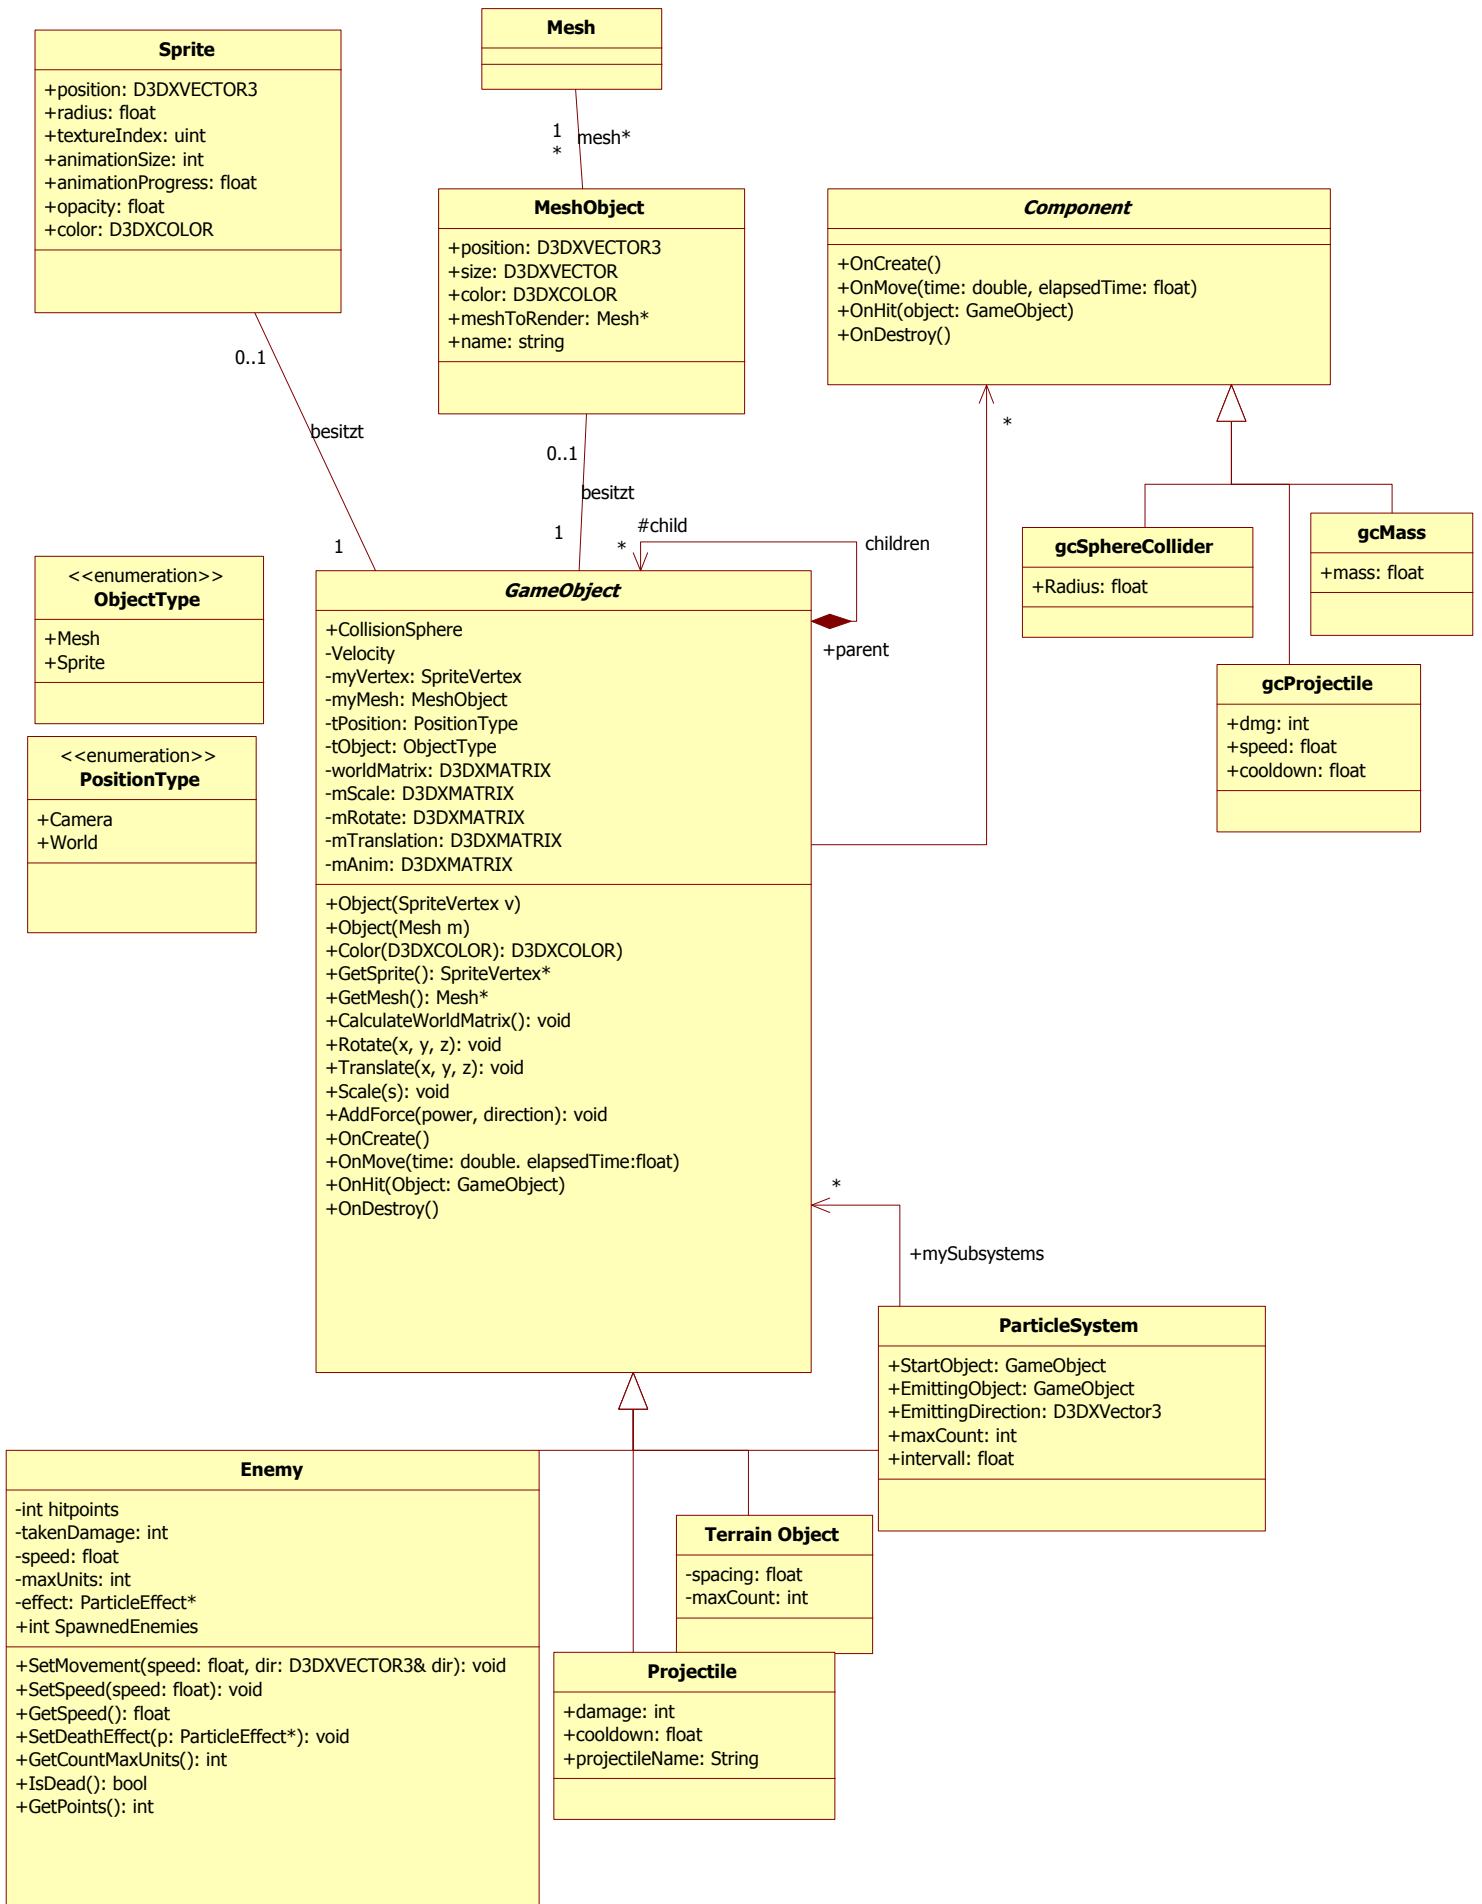 Sprite
+position: D3DXVECTOR3
+radius: float
+textureIndex: uint
+animationSize: int
+animationProgress: float
+opacity: float
+color: D3DXCOLOR
Mesh
1
*
mesh*
MeshObject
+position: D3DXVECTOR3
+size: D3DXVECTOR
+color: D3DXCOLOR
+meshToRender: Mesh*
+name: string
Component
+OnCreate()
+OnMove(time: double, elapsedTime: float)
+OnHit(object: GameObject)
+OnDestroy()
0..1
besitzt
1
0..1
besitzt
1
#child
*
children
+parent
*
gcSphereCollider
+Radius: float
gcMass
+mass: float
gcProjectile
+dmg: int
+speed: float
+cooldown: float
<<enumeration>>
ObjectType
+Mesh
+Sprite
<<enumeration>>
PositionType
+Camera
+World
GameObject
+CollisionSphere
-Velocity
-myVertex: SpriteVertex
-myMesh: MeshObject
-tPosition: PositionType
-tObject: ObjectType
-worldMatrix: D3DXMATRIX
-mScale: D3DXMATRIX
-mRotate: D3DXMATRIX
-mTranslation: D3DXMATRIX
-mAnim: D3DXMATRIX
+Object(SpriteVertex v)
+Object(Mesh m)
+Color(D3DXCOLOR): D3DXCOLOR)
+GetSprite(): SpriteVertex*
+GetMesh(): Mesh*
+CalculateWorldMatrix(): void
+Rotate(x, y, z): void
+Translate(x, y, z): void
+Scale(s): void
+AddForce(power, direction): void
+OnCreate()
+OnMove(time: double. elapsedTime:float)
+OnHit(Object: GameObject)
+OnDestroy()
*
+mySubsystems
ParticleSystem
+StartObject: GameObject
+EmittingObject: GameObject
+EmittingDirection: D3DXVector3
+maxCount: int
+intervall: float
Enemy
-int hitpoints
-takenDamage: int
-speed: float
-maxUnits: int
-effect: ParticleEffect*
+int SpawnedEnemies
+SetMovement(speed: float, dir: D3DXVECTOR3& dir): void
+SetSpeed(speed: float): void
+GetSpeed(): float
+SetDeathEffect(p: ParticleEffect*): void
+GetCountMaxUnits(): int
+IsDead(): bool
+GetPoints(): int
Terrain Object
-spacing: float
-maxCount: int
Projectile
+damage: int
+cooldown: float
+projectileName: String